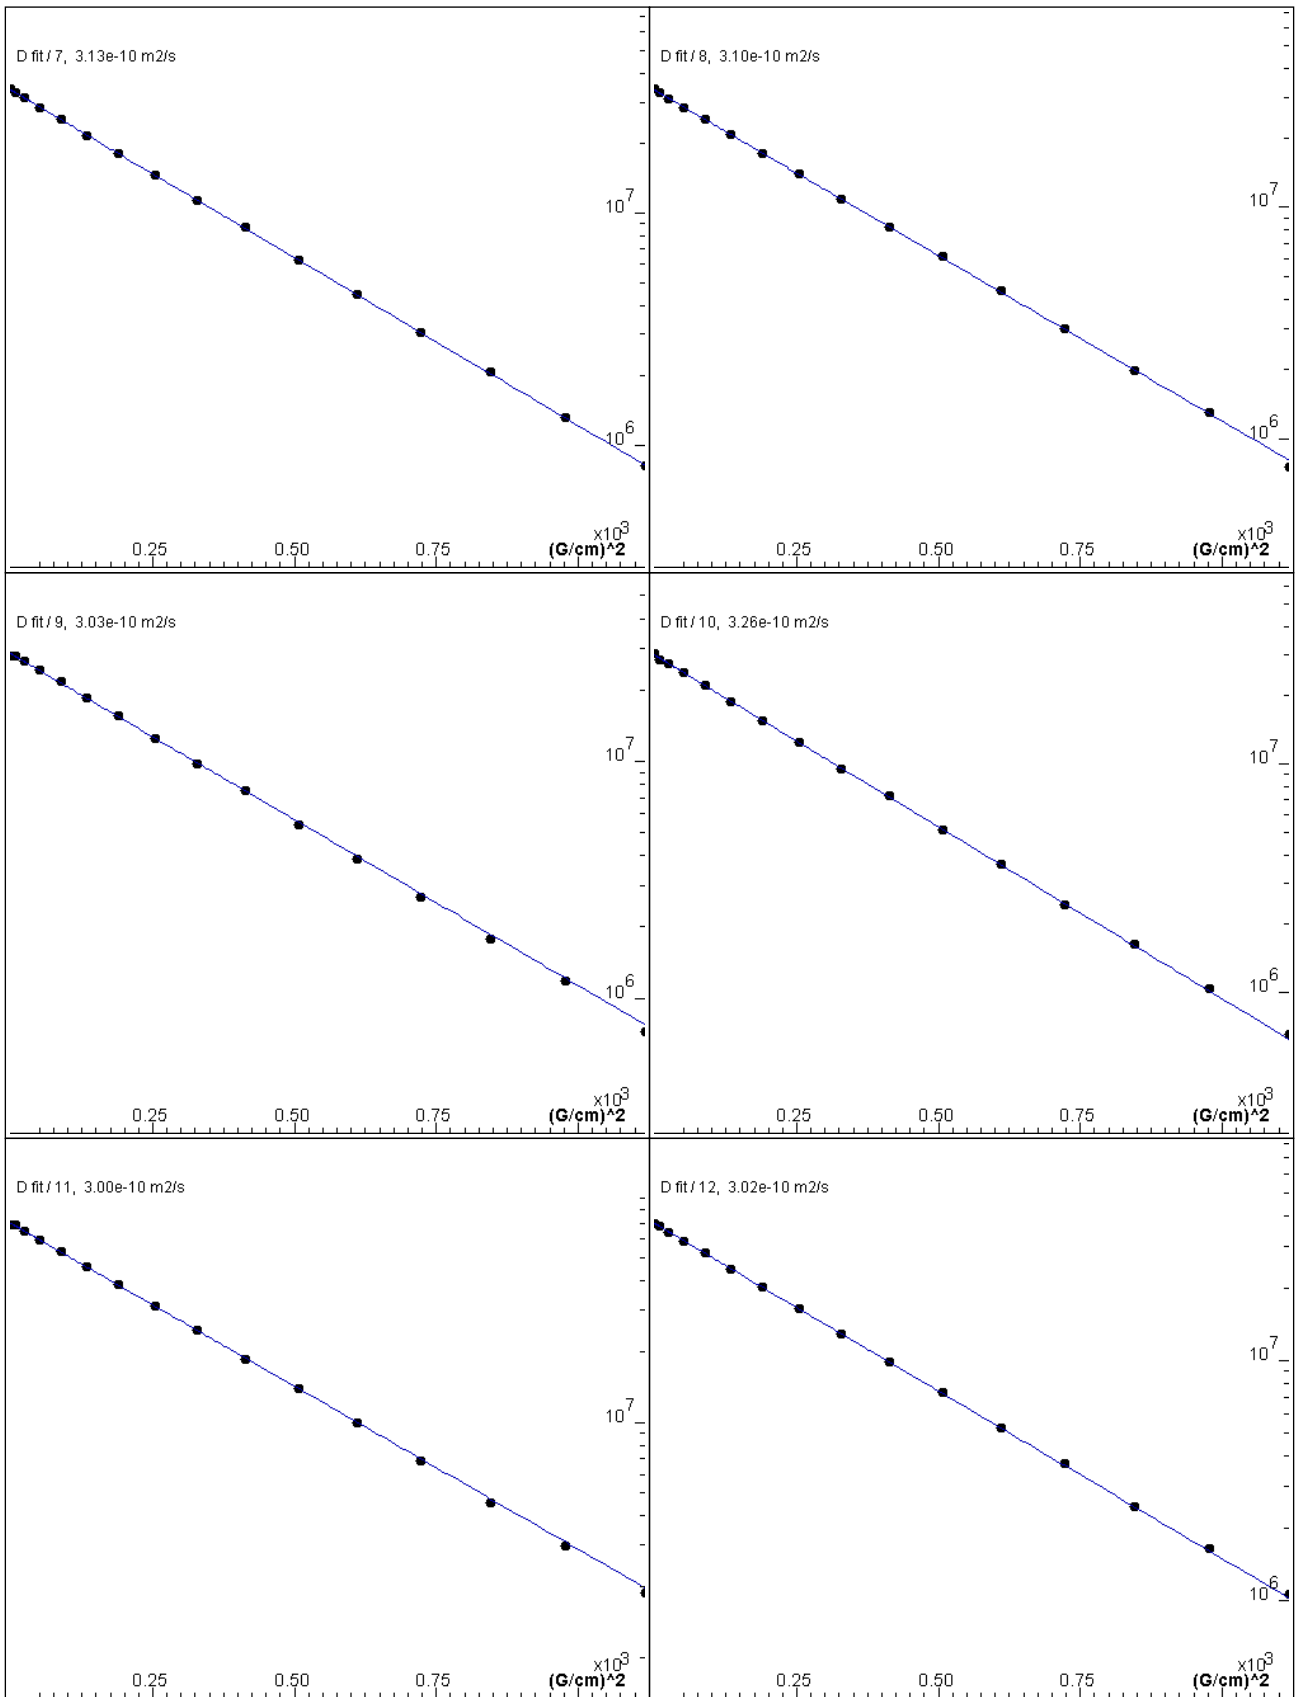 D fit / 7, 3.13e-10 m2/s
10^7
10^6
x10^3
0.25 0.50 0.75 (G/cm)^2
D fit / 8, 3.10e-10 m2/s
10^7
10^6
x10^3
0.25 0.50 0.75 (G/cm)^2
D fit / 9, 3.03e-10 m2/s
10^7
10^6
x10^3
0.25 0.50 0.75 (G/cm)^2
D fit / 10, 3.26e-10 m2/s
10^7
10^6
x10^3
0.25 0.50 0.75 (G/cm)^2
D fit / 11, 3.00e-10 m2/s
10^7
x10^3
0.25 0.50 0.75 (G/cm)^2
D fit / 12, 3.02e-10 m2/s
10^7
10^6
x10^3
0.25 0.50 0.75 (G/cm)^2